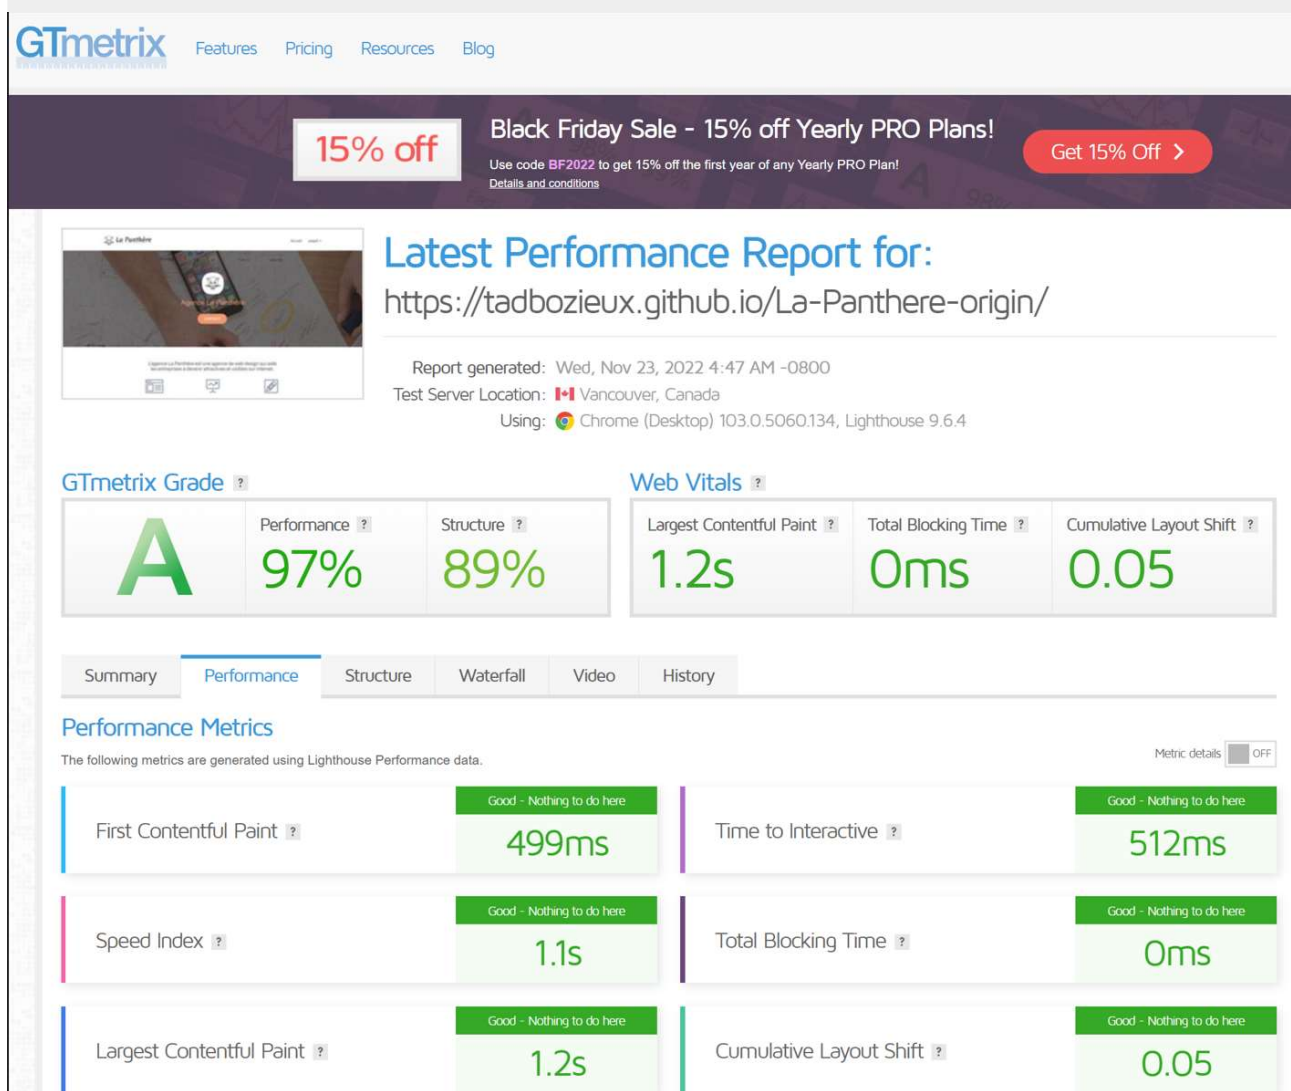 GTmetrix Features Pricing Resources Blog
15% off
Black Friday Sale - 15% off Yearly PRO Plans!
Use code BF2022 to get 15% off the first year of any Yearly PRO Plan!
Details and conditions
Get 15% Off >
La Panthère
Agence La Panthère
Latest Performance Report for:
https://tadbozieux.github.io/La-Panthere-origin/
Report generated: Wed, Nov 23, 2022 4:47 AM -0800
Test Server Location: Vancouver, Canada
Using: Chrome (Desktop) 103.0.5060.134, Lighthouse 9.6.4
GTmetrix Grade ?
A
Performance ?
97%
Structure ?
89%
Web Vitals ?
Largest Contentful Paint ?
1.2s
Total Blocking Time ?
0ms
Cumulative Layout Shift ?
0.05
Summary Performance Structure Waterfall Video History
Performance Metrics
The following metrics are generated using Lighthouse Performance data.
Metric details OFF
First Contentful Paint ?
Good - Nothing to do here
499ms
Time to Interactive ?
Good - Nothing to do here
512ms
Speed Index ?
Good - Nothing to do here
1.1s
Total Blocking Time ?
Good - Nothing to do here
0ms
Largest Contentful Paint ?
Good - Nothing to do here
1.2s
Cumulative Layout Shift ?
Good - Nothing to do here
0.05